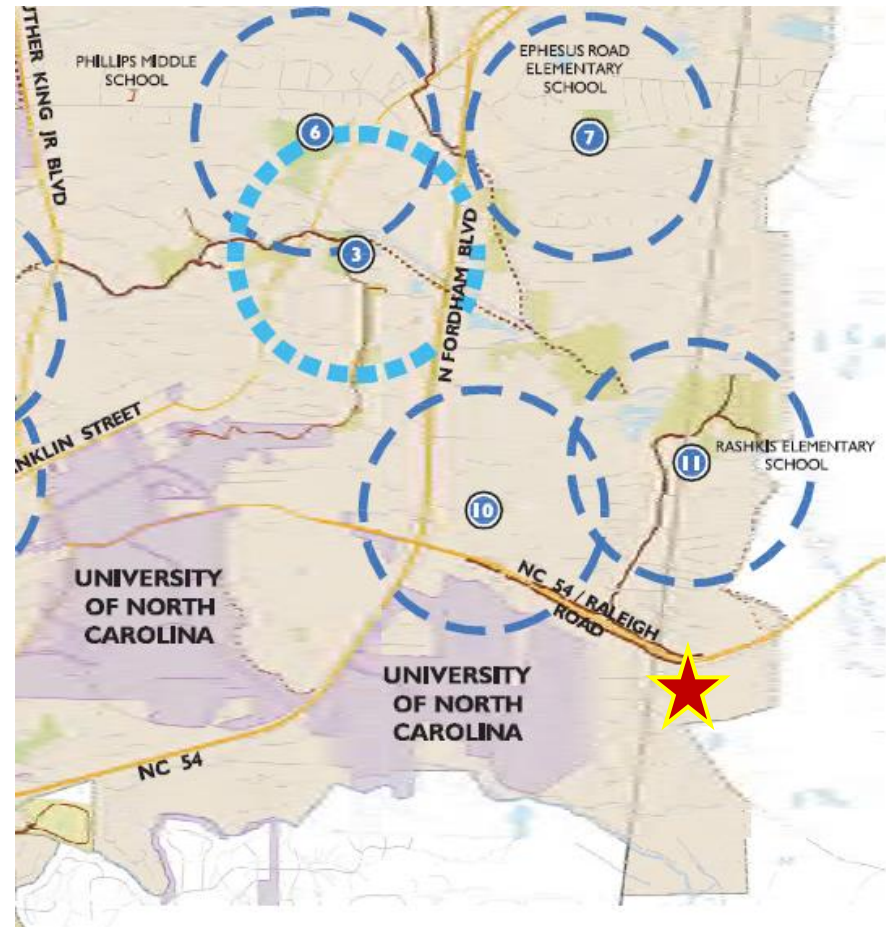 UTHER KING JR BLVD
PHILLIPS MIDDLE
SCHOOL
EPHESUS ROAD
ELEMENTARY
SCHOOL
6
7
3
N FORDHAM BLVD
NKLIN STREET
RASHKIS ELEMENTARY
SCHOOL
11
10
NC 54 / RALEIGH
ROAD
UNIVERSITY
OF NORTH
CAROLINA
UNIVERSITY
OF NORTH
CAROLINA
NC 54